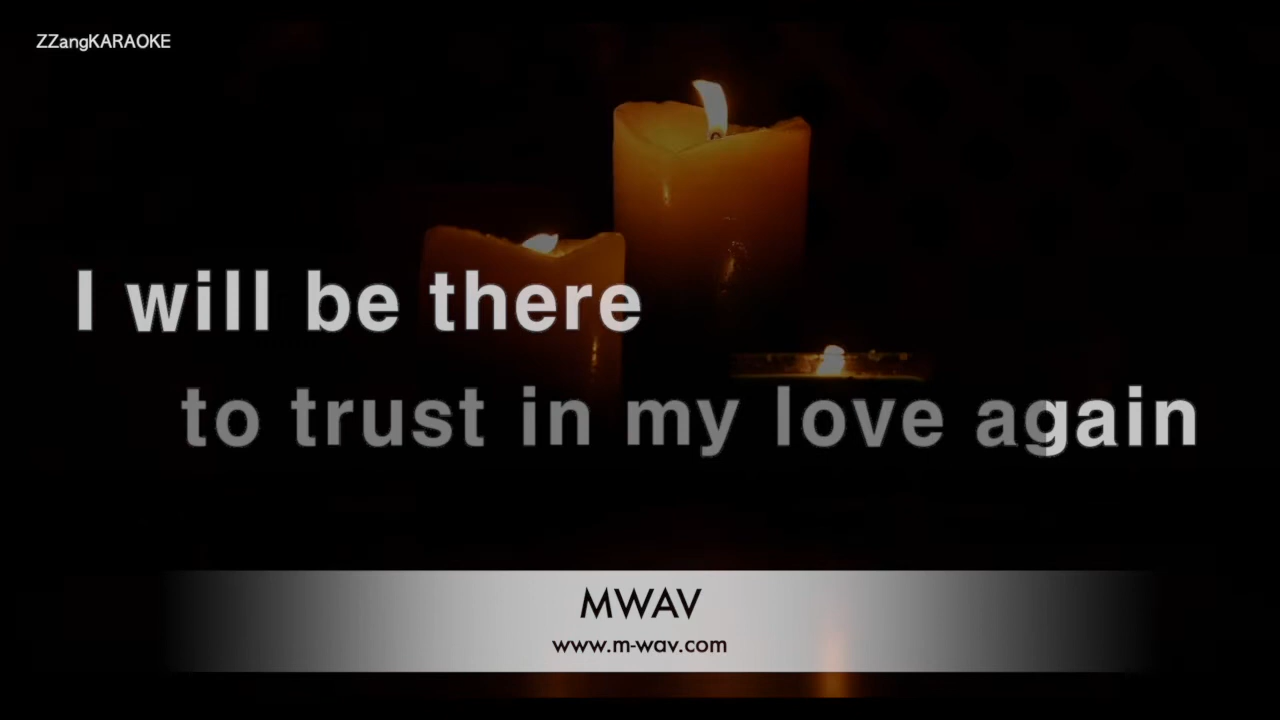 ZZangKARAOKE
I will be there
to trust in my love again
MWAV
www.m-wav.com